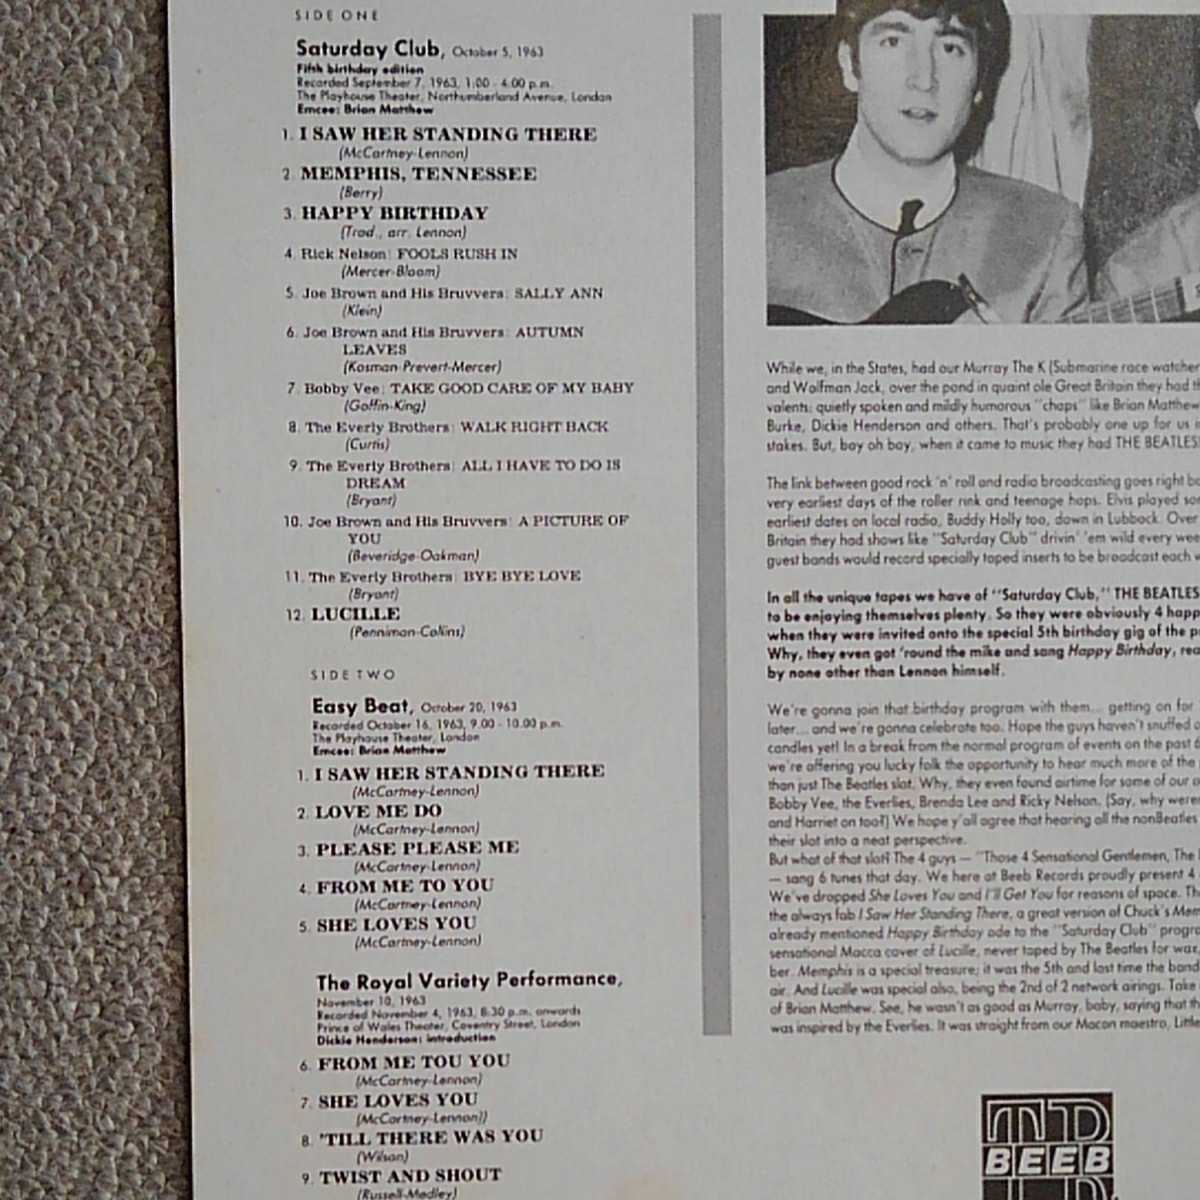 SIDE ONE
Saturday Club, October 5, 1963
Fifth birthday edition
Recorded September 7, 1963, 1:00 - 4:00 p.m.
The Playhouse Theater, Northumberland Avenue, London
Emcee: Brian Matthew
1. I SAW HER STANDING THERE
(McCartney-Lennon)
2. MEMPHIS, TENNESSEE
(Berry)
3. HAPPY BIRTHDAY
(Trad., arr. Lennon)
4. Rick Nelson: FOOLS RUSH IN
(Mercer-Bloom)
5. Joe Brown and His Bruvvers: SALLY ANN
(Klein)
6. Joe Brown and His Bruvvers: AUTUMN
LEAVES
(Kosman-Prevert-Mercer)
7. Bobby Vee: TAKE GOOD CARE OF MY BABY
(Goffin-King)
8. The Everly Brothers: WALK RIGHT BACK
(Curtis)
9. The Everly Brothers: ALL I HAVE TO DO IS
DREAM
(Bryant)
10. Joe Brown and His Bruvvers: A PICTURE OF
YOU
(Beveridge-Oakman)
11. The Everly Brothers: BYE BYE LOVE
(Bryant)
12. LUCILLE
(Penniman-Collins)
SIDE TWO
Easy Beat, October 20, 1963
Recorded October 16, 1963, 9.00 - 10.00 p.m.
The Playhouse Theater, London
Emcee: Brian Matthew
1. I SAW HER STANDING THERE
(McCartney-Lennon)
2. LOVE ME DO
(McCartney-Lennon)
3. PLEASE PLEASE ME
(McCartney-Lennon)
4. FROM ME TO YOU
(McCartney-Lennon)
5. SHE LOVES YOU
(McCartney-Lennon)
The Royal Variety Performance,
November 10, 1963
Recorded November 4, 1963, 8:30 p.m. onwards
Prince of Wales Theater, Coventry Street, London
Dickie Henderson: introduction
6. FROM ME TOU YOU
(McCartney-Lennon)
7. SHE LOVES YOU
(McCartney-Lennon))
8. 'TILL THERE WAS YOU
(Wilson)
9. TWIST AND SHOUT
(Russell-Medley)
While we, in the States, had our Murray The K (Submarine race watcher
and Wolfman Jack, over the pond in quaint ole Great Britain they had
valents: quietly spoken and mildly humorous "chaps" like Brian Matthew
Burke, Dickie Henderson and others. That's probably one up for us
stakes. But, boy oh boy, when it came to music they had THE BEATLES!
The link between good rock 'n' roll and radio broadcasting goes right
very earliest days of the roller rink and teenage hops. Elvis played
earliest dates on local radio, Buddy Holly too, down in Lubbock. Over
Britain they had shows like "Saturday Club" drivin' 'em wild every
guest bands would record specially taped inserts to be broadcast each
In all the unique tapes we have of "Saturday Club," THE BEATLES
to be enjoying themselves plenty. So they were obviously 4 happ
when they were invited onto the special 5th birthday gig of the
Why, they even got 'round the mike and sang Happy Birthday,
by none other than Lennon himself.
We're gonna join that birthday program with them... getting on for
later... and we're gonna celebrate too. Hope the guys haven't snuffed
candles yet! In a break from the normal program of events on the past
we're offering you lucky folk the opportunity to hear much more of the
than just The Beatles slot. Why, they even found airtime for some of our
Bobby Vee, the Everlies, Brenda Lee and Ricky Nelson. (Say, why weren
and Harriet on too?) We hope y'all agree that hearing all the nonBeatles
their slot into a neat perspective.
But what of that slot? The 4 guys — "Those 4 Sensational Gentlemen, The
— sang 6 tunes that day. We here at Beeb Records proudly present 4
We've dropped She Loves You and I'll Get You for reasons of space.
the always fab I Saw Her Standing There, a great version of Chuck's Mem
already mentioned Happy Birthday ode to the "Saturday Club" progra
sensational Macca cover of Lucille, never taped by The Beatles for wax,
ber. Memphis is a special treasure; it was the 5th and last time the band
air. And Lucille was special also, being the 2nd of 2 network airings. Take
of Brian Matthew. See, he wasn't as good as Murray, baby, saying that
was inspired by the Everlies. It was straight from our Macon maestro, Little
BEEB